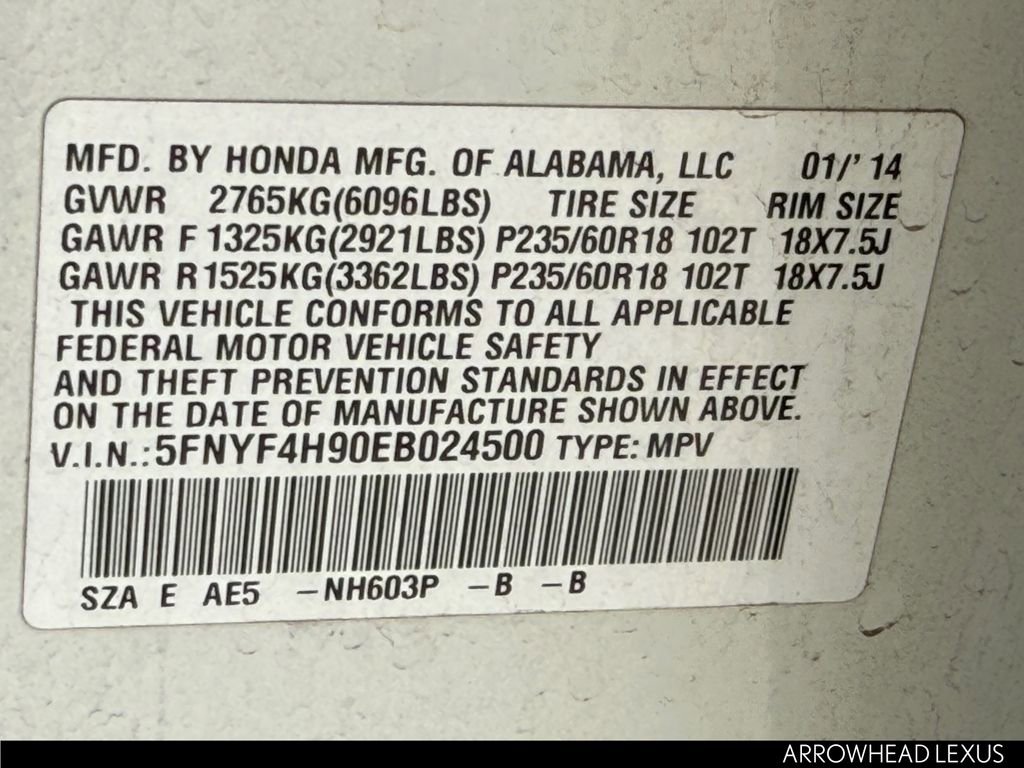 MFD. BY HONDA MFG. OF ALABAMA, LLC 01/' 14
GVWR 2765KG(6096LBS) TIRE SIZE RIM SIZE
GAWR F 1325KG(2921LBS) P235/60R18 102T 18X7.5J
GAWR R 1525KG(3362LBS) P235/60R18 102T 18X7.5J
THIS VEHICLE CONFORMS TO ALL APPLICABLE
FEDERAL MOTOR VEHICLE SAFETY
AND THEFT PREVENTION STANDARDS IN EFFECT
ON THE DATE OF MANUFACTURE SHOWN ABOVE.
V.I.N.: 5FNYF4H90EB024500 TYPE: MPV
SZA E AE5 -NH603P -B -B
ARROWHEAD LEXUS